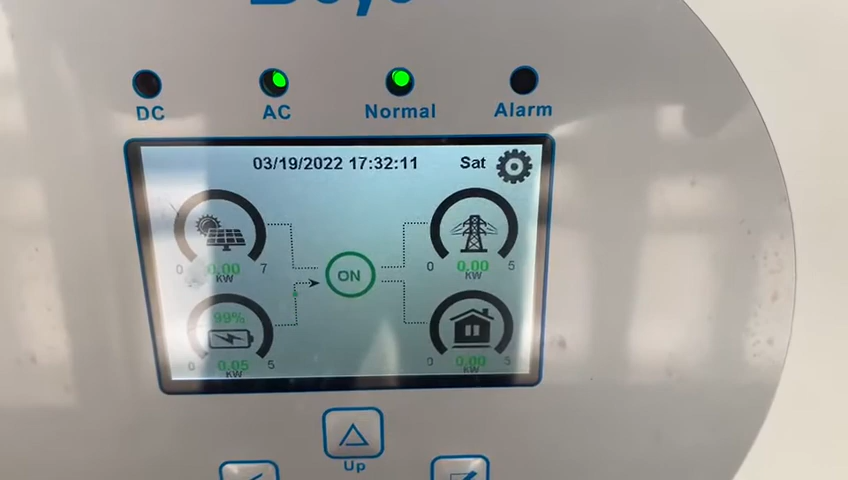 DC AC Normal Alarm
03/19/2022 17:32:11 Sat
0 0.00 7
KW
0 0.00 5
KW
ON
99%
0 0.05 5
KW
0 0.00 5
KW
Up